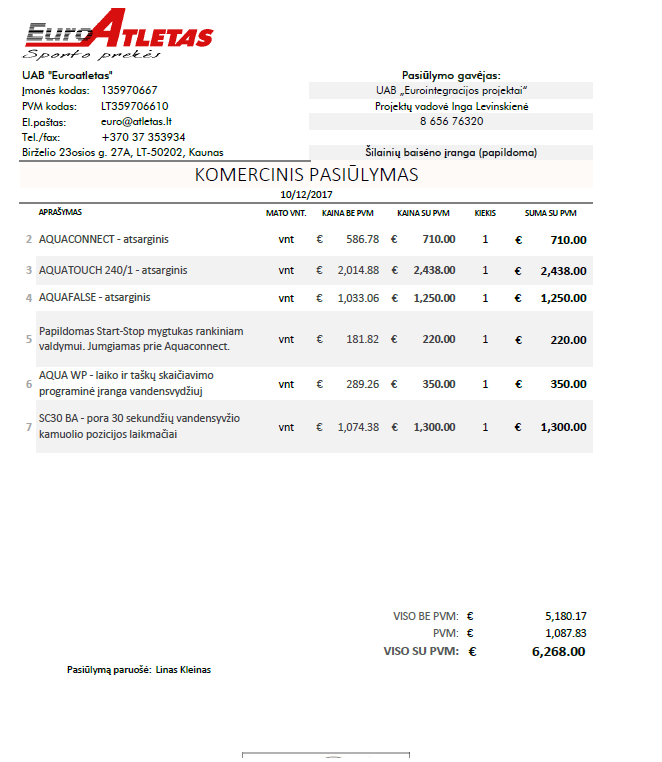 EuroAtletas
Sporto prekės
UAB "Euroatletas"
Įmonės kodas: 135970667
PVM kodas: LT359706610
El.paštas: euro@atletas.lt
Tel./fax: +370 37 353934
Birželio 23osios g. 27A, LT-50202, Kaunas
Pasiūlymo gavėjas:
UAB „Eurointegracijos projektai“
Projektų vadovė Inga Levinskienė
8 656 76320
Šilainių baiseno įranga (papildoma)
KOMERCINIS PASIŪLYMAS
10/12/2017
APRAŠYMAS MATO VNT. KAINA BE PVM KAINA SU PVM KIEKIS SUMA SU PVM
2 AQUACONNECT - atsarginis vnt € 586.78 € 710.00 1 € 710.00
3 AQUATOUCH 240/1 - atsarginis vnt € 2,014.88 € 2,438.00 1 € 2,438.00
4 AQUAFALSE - atsarginis vnt € 1,033.06 € 1,250.00 1 € 1,250.00
5 Papildomas Start-Stop mygtukas rankiniam
valdymui. Jumgiamas prie Aquaconnect. vnt € 181.82 € 220.00 1 € 220.00
6 AQUA WP - laiko ir taškų skaičiavimo
programinė įranga vandensvydžiuj vnt € 289.26 € 350.00 1 € 350.00
7 SC30 BA - pora 30 sekundžių vandensyvžio
kamuolio pozicijos laikmačiai vnt € 1,074.38 € 1,300.00 1 € 1,300.00
VISO BE PVM: € 5,180.17
PVM: € 1,087.83
VISO SU PVM: € 6,268.00
Pasiūlymą paruošė: Linas Kleinas